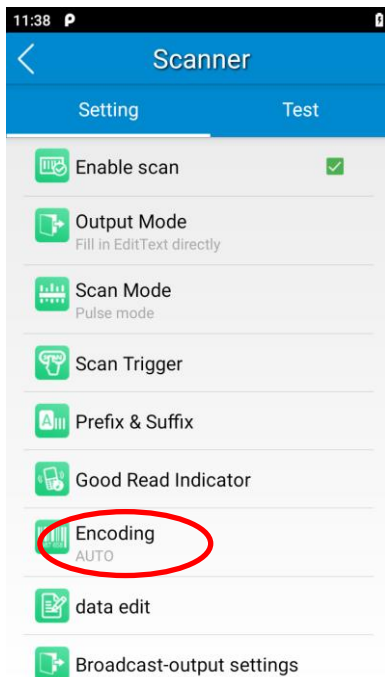 11:38
Scanner
Setting Test
Enable scan
Output Mode
Fill in EditText directly
Scan Mode
Pulse mode
Scan Trigger
Prefix & Suffix
Good Read Indicator
Encoding
AUTO
data edit
Broadcast-output settings